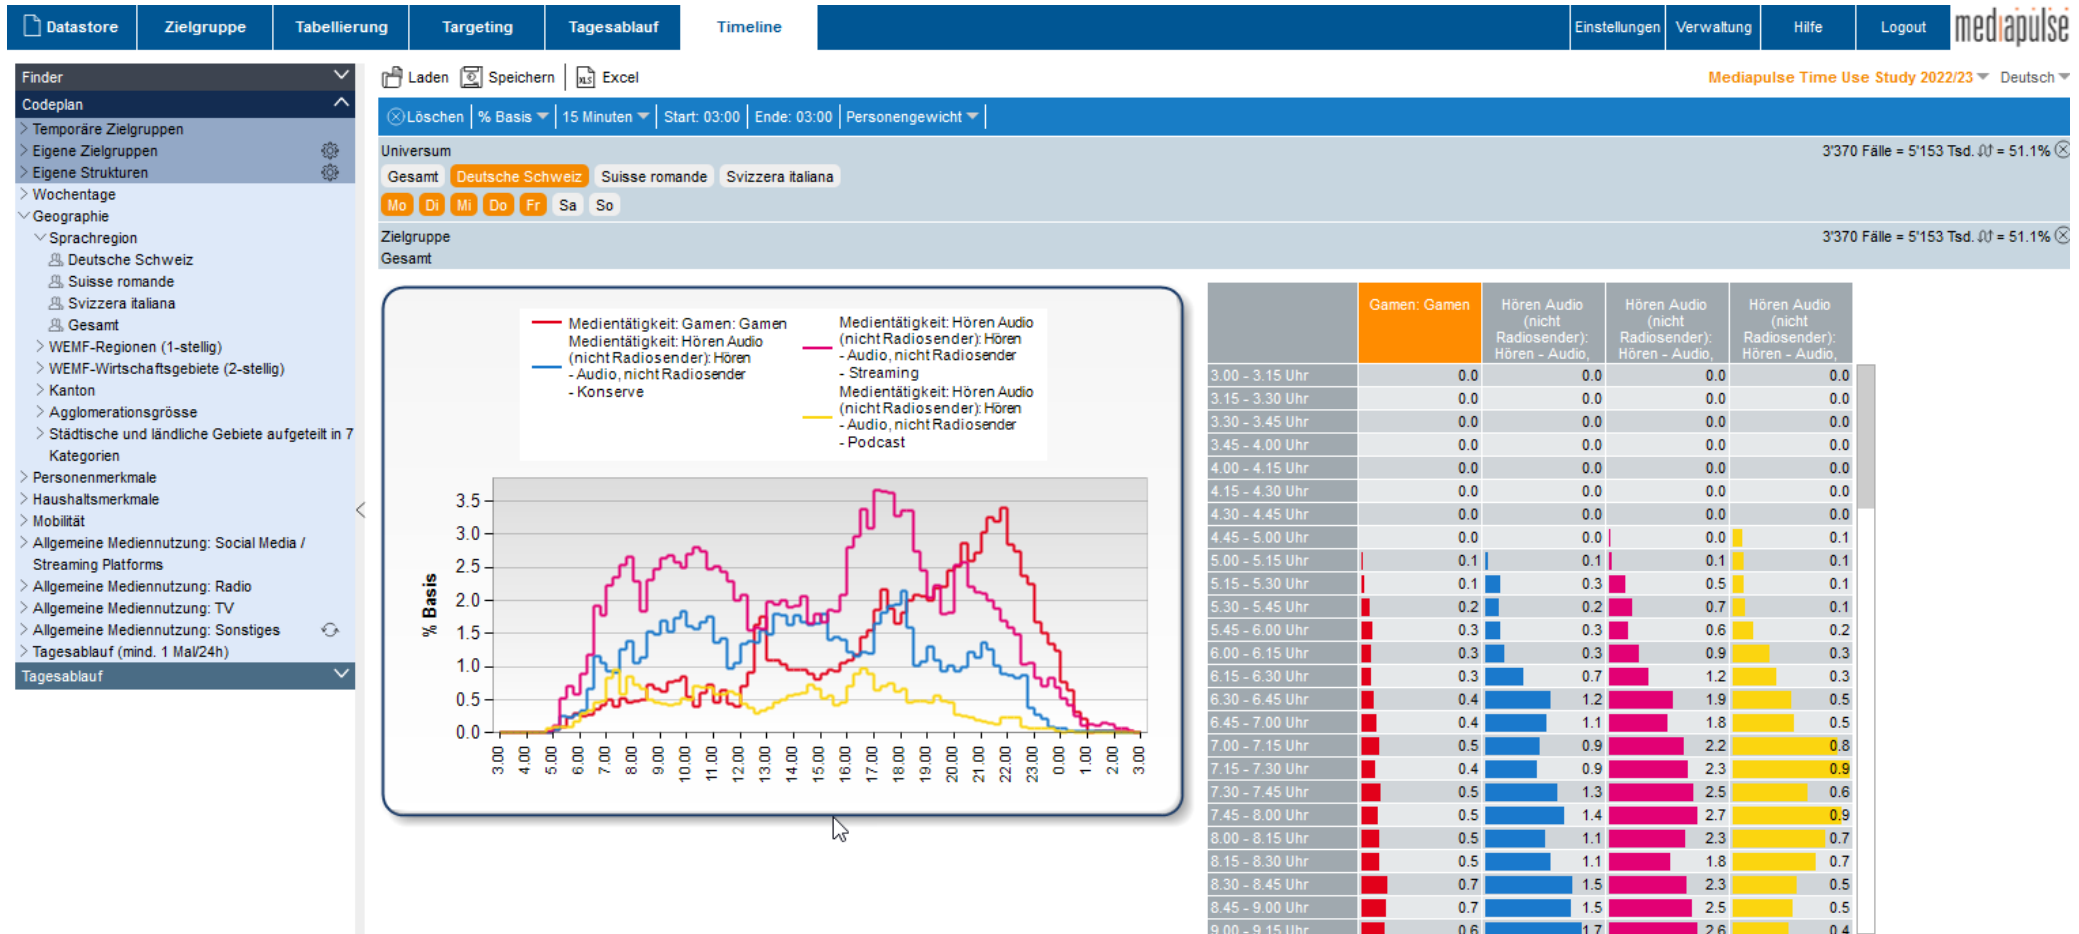 Datastore Zielgruppe Tabellierung Targeting Tagesablauf Timeline Einstellungen Verwaltung Hilfe Logout mediapulse
Finder
Codeplan
Temporäre Zielgruppen
Eigene Zielgruppen
Eigene Strukturen
Wochentage
Geographie
Sprachregion
Deutsche Schweiz
Suisse romande
Svizzera italiana
Gesamt
WEMF-Regionen (1-stellig)
WEMF-Wirtschaftsgebiete (2-stellig)
Kanton
Agglomerationsgrösse
Städtische und ländliche Gebiete aufgeteilt in 7
Kategorien
Personenmerkmale
Haushaltsmerkmale
Mobilität
Allgemeine Mediennutzung: Social Media /
Streaming Platforms
Allgemeine Mediennutzung: Radio
Allgemeine Mediennutzung: TV
Allgemeine Mediennutzung: Sonstiges
Tagesablauf (mind. 1 Mal/24h)
Tagesablauf
Laden Speichern XLS Excel Mediapulse Time Use Study 2022/23 Deutsch
Löschen % Basis 15 Minuten Start: 03:00 Ende: 03:00 Personengewicht
Universum 3'370 Fälle = 5'153 Tsd. = 51.1%
Gesamt Deutsche Schweiz Suisse romande Svizzera italiana
Mo Di Mi Do Fr Sa So
Zielgruppe 3'370 Fälle = 5'153 Tsd. = 51.1%
Gesamt
Medientätigkeit: Gamen: Gamen
Medientätigkeit: Hören Audio
(nicht Radiosender): Hören
- Audio, nicht Radiosender
- Konserve
Medientätigkeit: Hören Audio
(nicht Radiosender): Hören
- Audio, nicht Radiosender
- Streaming
Medientätigkeit: Hören Audio
(nicht Radiosender): Hören
- Audio, nicht Radiosender
- Podcast
% Basis
3.5
3.0
2.5
2.0
1.5
1.0
0.5
0.0
3.00 4.00 5.00 6.00 7.00 8.00 9.00 10.00 11.00 12.00 13.00 14.00 15.00 16.00 17.00 18.00 19.00 20.00 21.00 22.00 23.00 0.00 1.00 2.00 3.00
Gamen: Gamen
Hören Audio
(nicht
Radiosender):
Hören - Audio,
Hören Audio
(nicht
Radiosender):
Hören - Audio,
Hören Audio
(nicht
Radiosender):
Hören - Audio,
3.00 - 3.15 Uhr 0.0 0.0 0.0 0.0
3.15 - 3.30 Uhr 0.0 0.0 0.0 0.0
3.30 - 3.45 Uhr 0.0 0.0 0.0 0.0
3.45 - 4.00 Uhr 0.0 0.0 0.0 0.0
4.00 - 4.15 Uhr 0.0 0.0 0.0 0.0
4.15 - 4.30 Uhr 0.0 0.0 0.0 0.0
4.30 - 4.45 Uhr 0.0 0.0 0.0 0.0
4.45 - 5.00 Uhr 0.0 0.0 0.0 0.1
5.00 - 5.15 Uhr 0.1 0.1 0.1 0.1
5.15 - 5.30 Uhr 0.1 0.3 0.5 0.1
5.30 - 5.45 Uhr 0.2 0.2 0.7 0.1
5.45 - 6.00 Uhr 0.3 0.3 0.6 0.2
6.00 - 6.15 Uhr 0.3 0.3 0.9 0.3
6.15 - 6.30 Uhr 0.3 0.7 1.2 0.3
6.30 - 6.45 Uhr 0.4 1.2 1.9 0.5
6.45 - 7.00 Uhr 0.4 1.1 1.8 0.5
7.00 - 7.15 Uhr 0.5 0.9 2.2 0.8
7.15 - 7.30 Uhr 0.4 0.9 2.3 0.9
7.30 - 7.45 Uhr 0.5 1.3 2.5 0.6
7.45 - 8.00 Uhr 0.5 1.4 2.7 0.9
8.00 - 8.15 Uhr 0.5 1.1 2.3 0.7
8.15 - 8.30 Uhr 0.5 1.1 1.8 0.7
8.30 - 8.45 Uhr 0.7 1.5 2.3 0.5
8.45 - 9.00 Uhr 0.7 1.5 2.5 0.5
9.00 - 9.15 Uhr 0.6 1.7 2.6 0.4